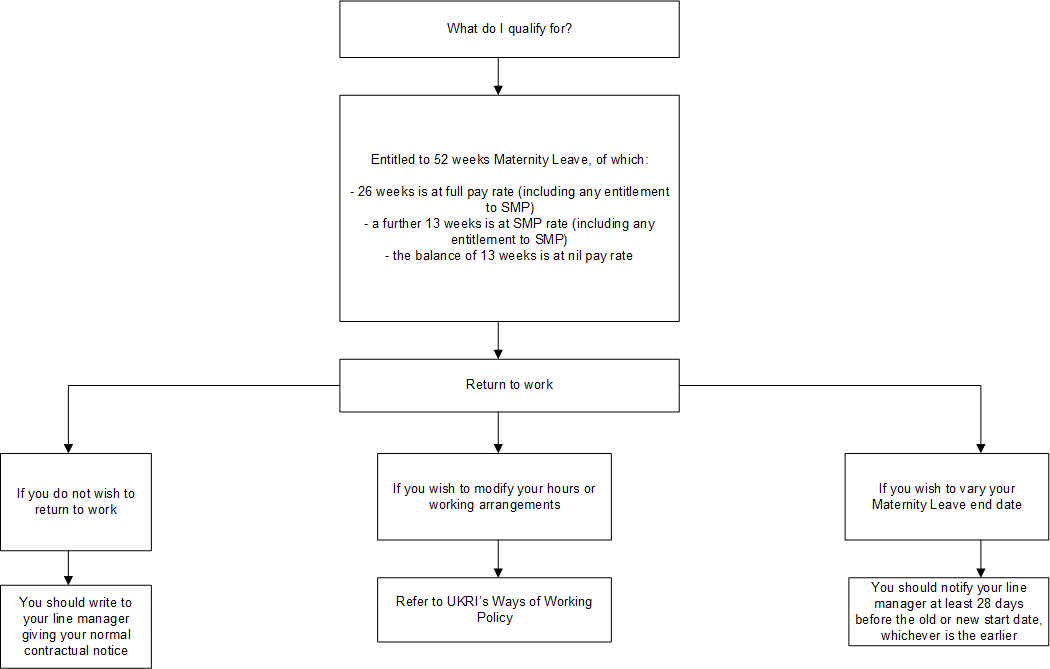 What do I qualify for?
Entitled to 52 weeks Maternity Leave, of which:
- 26 weeks is at full pay rate (including any entitlement
to SMP)
- a further 13 weeks is at SMP rate (including any
entitlement to SMP)
- the balance of 13 weeks is at nil pay rate
Return to work
If you do not wish to
return to work
If you wish to modify your hours or
working arrangements
If you wish to vary your
Maternity Leave end date
You should write to
your line manager
giving your normal
contractual notice
Refer to UKRI’s Ways of Working
Policy
You should notify your line
manager at least 28 days
before the old or new start date,
whichever is the earlier